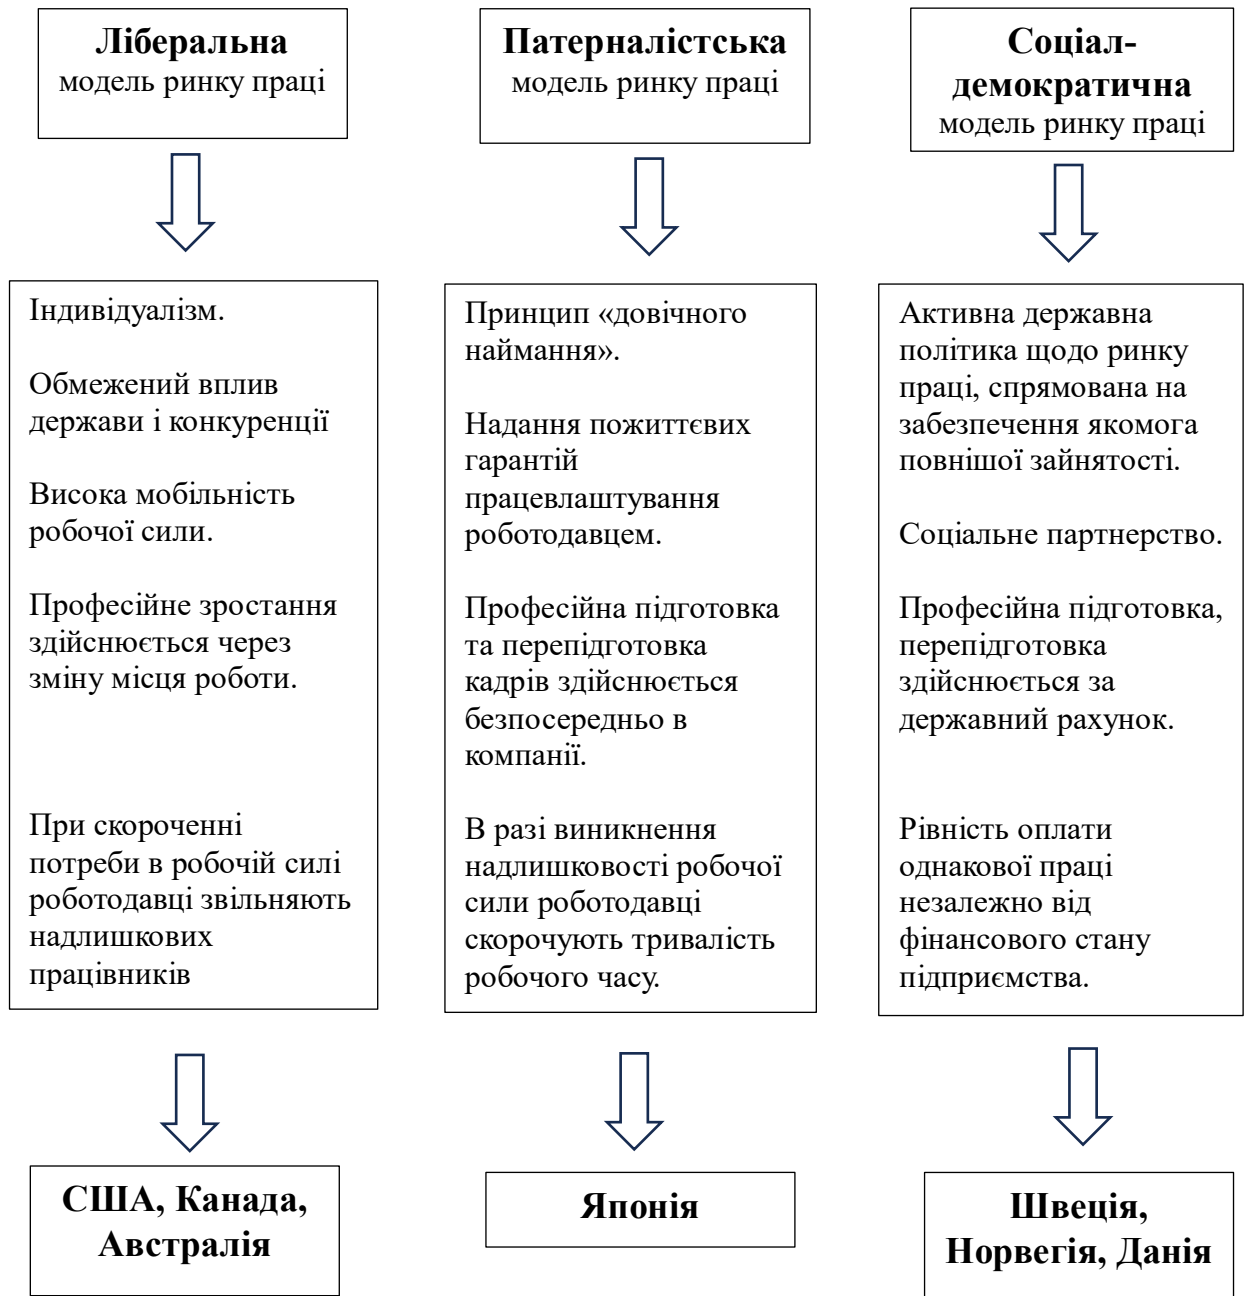 Ліберальна
модель ринку праці
Патерналістська
модель ринку праці
Соціал-
демократична
модель ринку праці
Індивідуалізм.
Обмежений вплив
держави і конкуренції
Висока мобільність
робочої сили.
Професійне зростання
здійснюється через
зміну місця роботи.
При скороченні
потреби в робочій силі
роботодавці звільняють
надлишкових
працівників
Принцип «довічного
наймання».
Надання пожиттєвих
гарантій
працевлаштування
роботодавцем.
Професійна підготовка
та перепідготовка
кадрів здійснюється
безпосередньо в
компанії.
В разі виникнення
надлишковості робочої
сили роботодавці
скорочують тривалість
робочого часу.
Активна державна
політика щодо ринку
праці, спрямована на
забезпечення якомога
повнішої зайнятості.
Соціальне партнерство.
Професійна підготовка,
перепідготовка
здійснюється за
державний рахунок.
Рівність оплати
однакової праці
незалежно від
фінансового стану
підприємства.
США, Канада,
Австралія
Японія
Швеція,
Норвегія, Данія